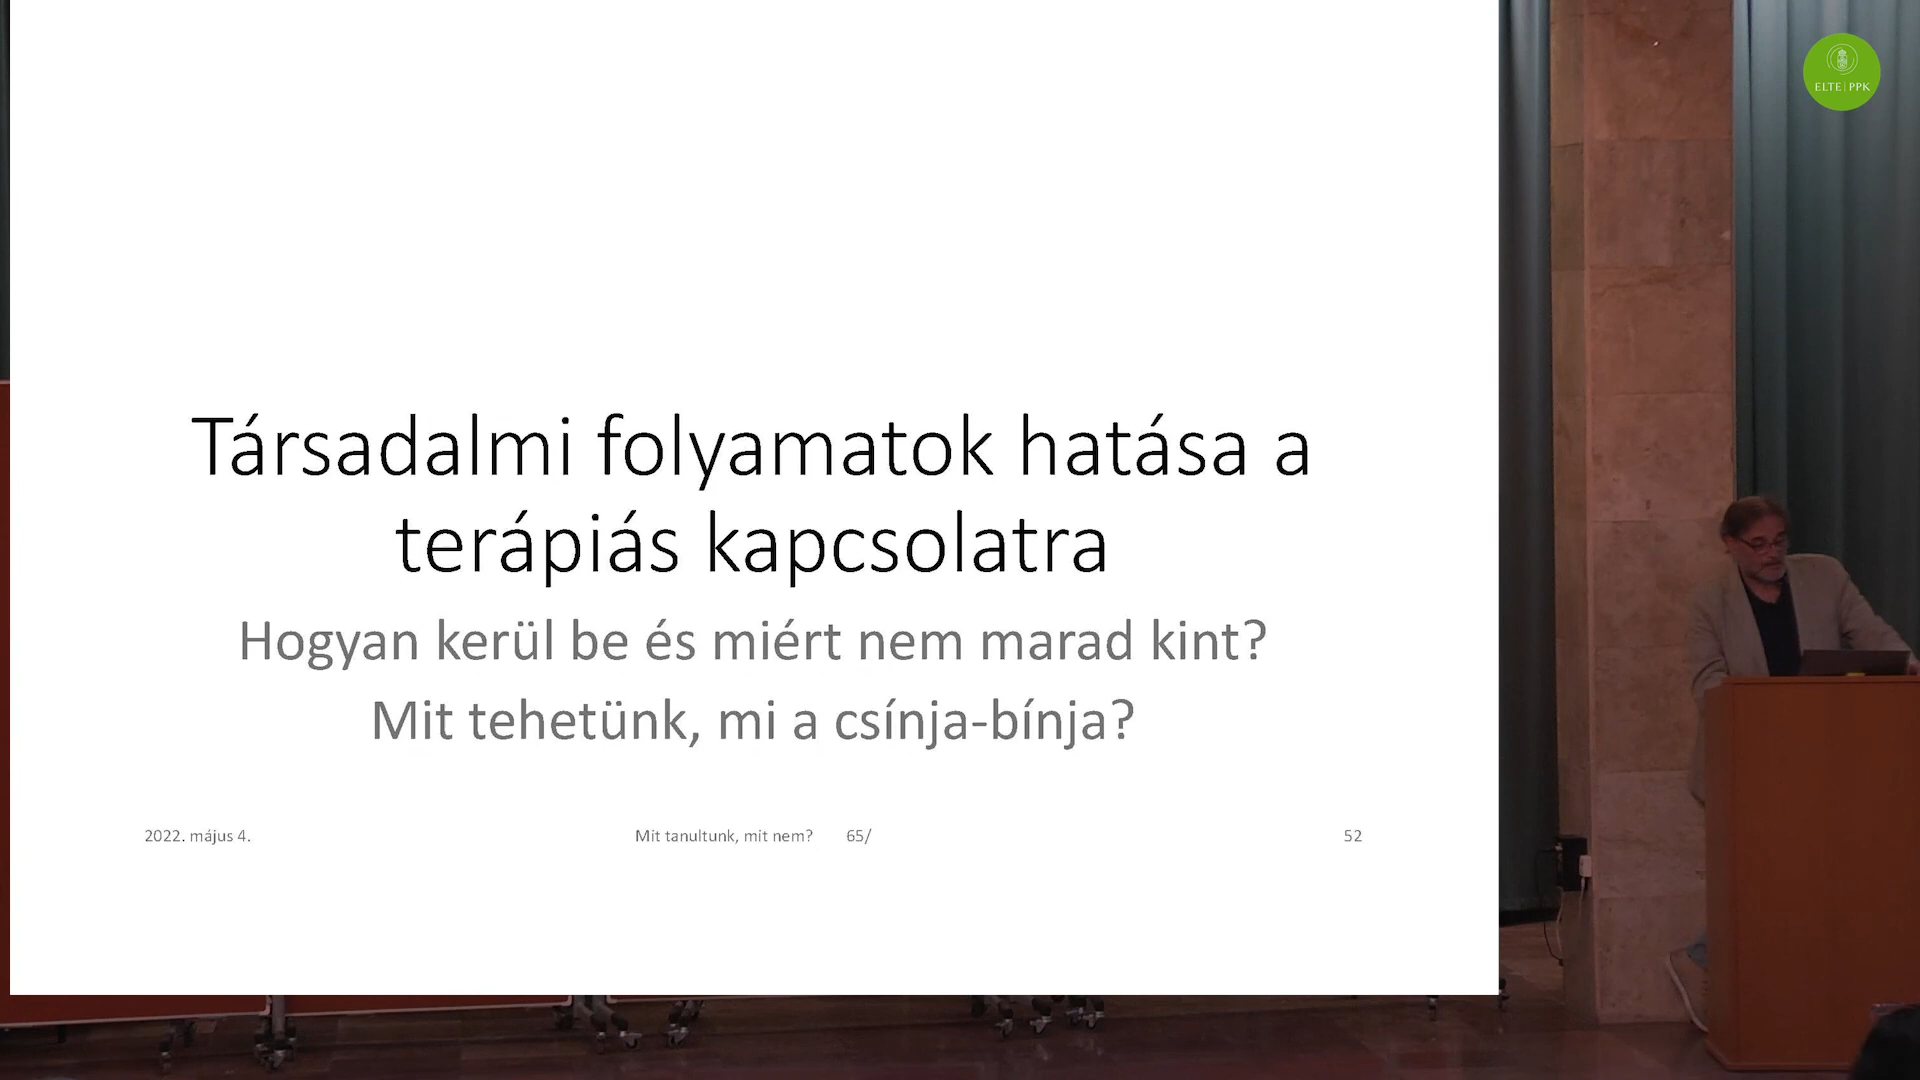 ELTE | PPK
Társadalmi folyamatok hatása a
terápiás kapcsolatra
Hogyan kerül be és miért nem marad kint?
Mit tehetünk, mi a csínja-bínja?
2022. május 4.
Mit tanultunk, mit nem? 65/
52